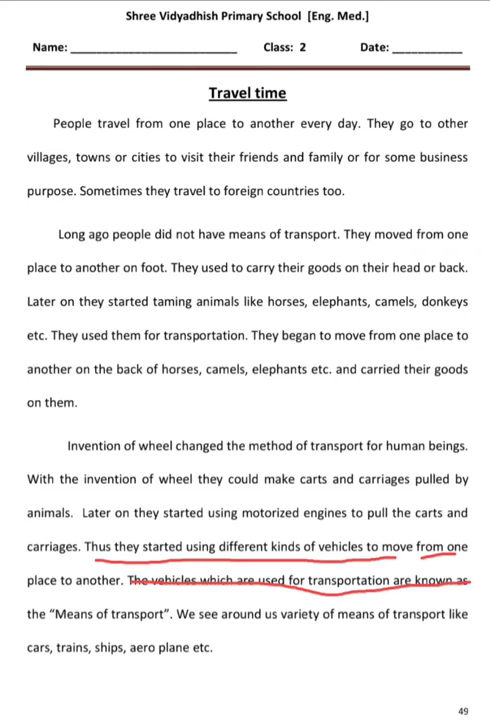 Shree Vidyadhish Primary School [Eng. Med.]
Name: ____________________________ Class: 2 Date: ____________
Travel time
People travel from one place to another every day. They go to other
villages, towns or cities to visit their friends and family or for some business
purpose. Sometimes they travel to foreign countries too.
Long ago people did not have means of transport. They moved from one
place to another on foot. They used to carry their goods on their head or back.
Later on they started taming animals like horses, elephants, camels, donkeys
etc. They used them for transportation. They began to move from one place to
another on the back of horses, camels, elephants etc. and carried their goods
on them.
Invention of wheel changed the method of transport for human beings.
With the invention of wheel they could make carts and carriages pulled by
animals. Later on they started using motorized engines to pull the carts and
carriages. Thus they started using different kinds of vehicles to move from one
place to another. The vehicles which are used for transportation are known as
the “Means of transport”. We see around us variety of means of transport like
cars, trains, ships, aero plane etc.
49